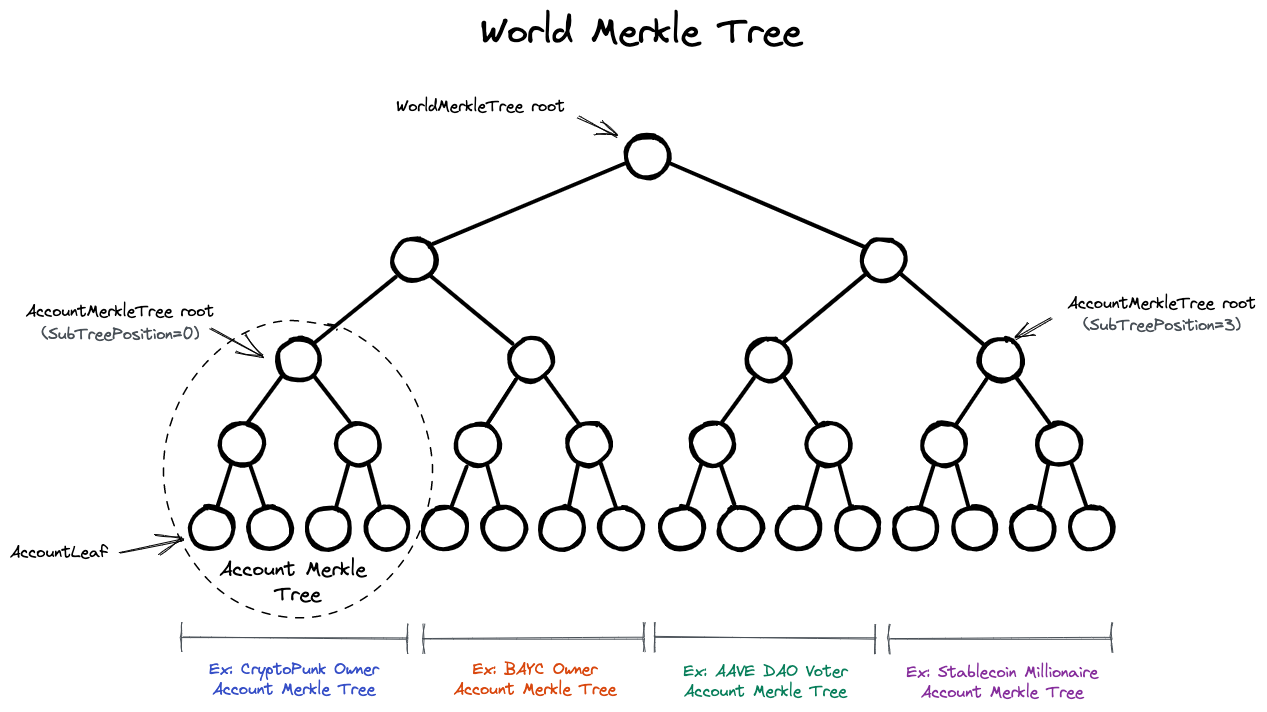 World Merkle Tree
WorldMerkleTree root
AccountMerkleTree root
(SubTreePosition=0)
AccountMerkleTree root
(SubTreePosition=3)
AccountLeaf
Account Merkle
Tree
Ex: CryptoPunk Owner
Account Merkle Tree
Ex: BAYC Owner
Account Merkle Tree
Ex: AAVE DAO Voter
Account Merkle Tree
Ex: Stablecoin Millionaire
Account Merkle Tree